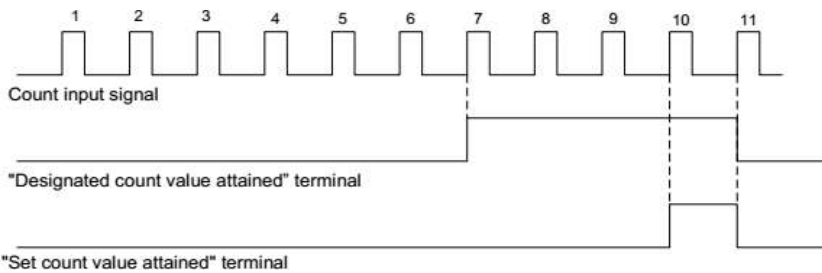 1 2 3 4 5 6 7 8 9 10 11
Count input signal
"Designated count value attained" terminal
"Set count value attained" terminal